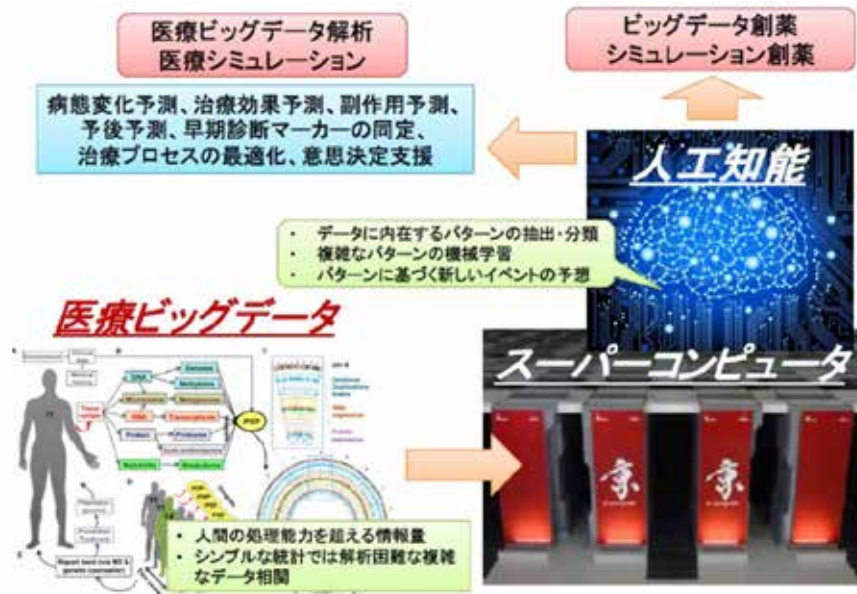 医療ビッグデータ解析
医療シミュレーション
ビッグデータ創薬
シミュレーション創薬
病態変化予測、治療効果予測、副作用予測、
予後予測、早期診断マーカーの同定、
治療プロセスの最適化、意思決定支援
人工知能
• データに内在するパターンの抽出・分類
• 複雑なパターンの機械学習
• パターンに基づく新しいイベントの予想
医療ビッグデータ
スーパーコンピュータ
DNA
RNA
Protein
Proteome
京
京
• 人間の処理能力を超える情報量
• シンプルな統計では解析困難な複雑
なデータ相関